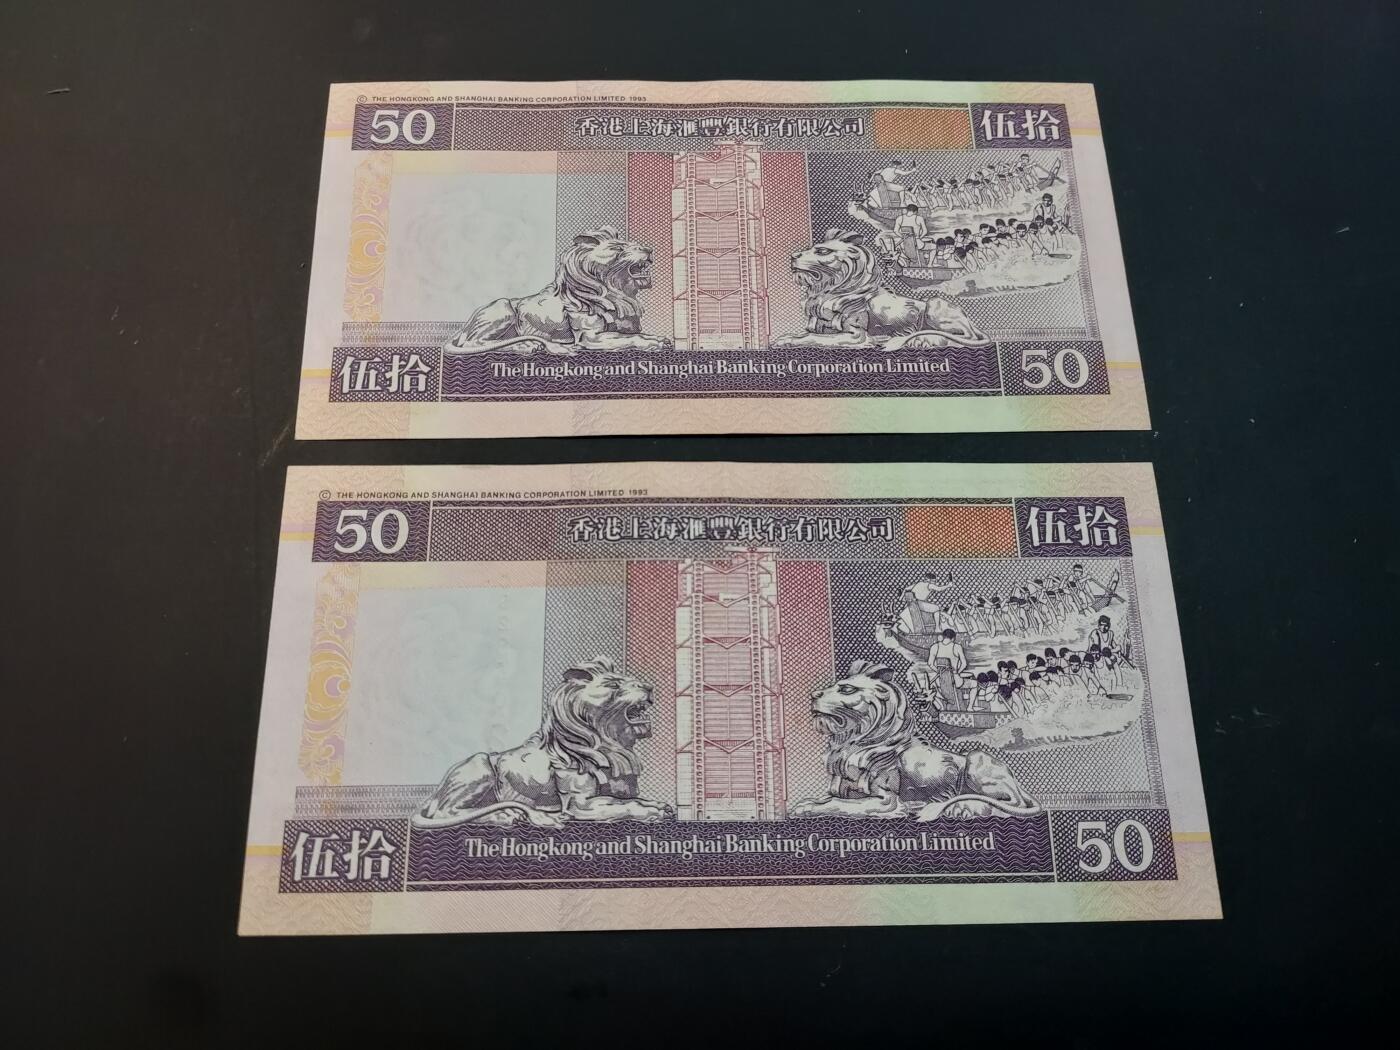 © THE HONGKONG AND SHANGHAI BANKING CORPORATION LIMITED 1993
50 香港上海滙豐銀行有限公司 伍拾
伍拾 The Hongkong and Shanghai Banking Corporation Limited 50
© THE HONGKONG AND SHANGHAI BANKING CORPORATION LIMITED 1993
50 香港上海滙豐銀行有限公司 伍拾
伍拾 The Hongkong and Shanghai Banking Corporation Limited 50